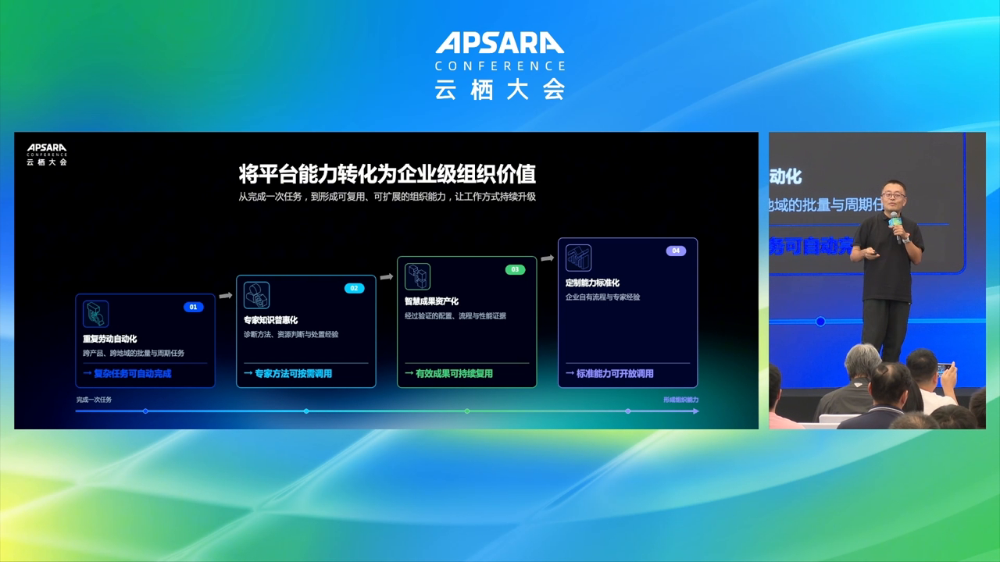 APSARA
CONFERENCE
云栖大会
APSARA
CONFERENCE
云栖大会
将平台能力转化为企业级组织价值
从完成一次任务，到形成可复用、可扩展的组织能力，让工作方式持续升级
01
重复劳动自动化
跨产品、跨地域的批量与周期任务
→ 复杂任务可自动完成
02
专家知识普惠化
诊断方法、资源判断与处置经验
→ 专家方法可按需调用
03
智慧成果资产化
经过验证的配置、流程与性能证据
→ 有效成果可持续复用
04
定制能力标准化
企业自有流程与专家经验
→ 标准能力可开放调用
完成一次任务
形成组织能力
动化
地域的批量与周期任
务可自动完